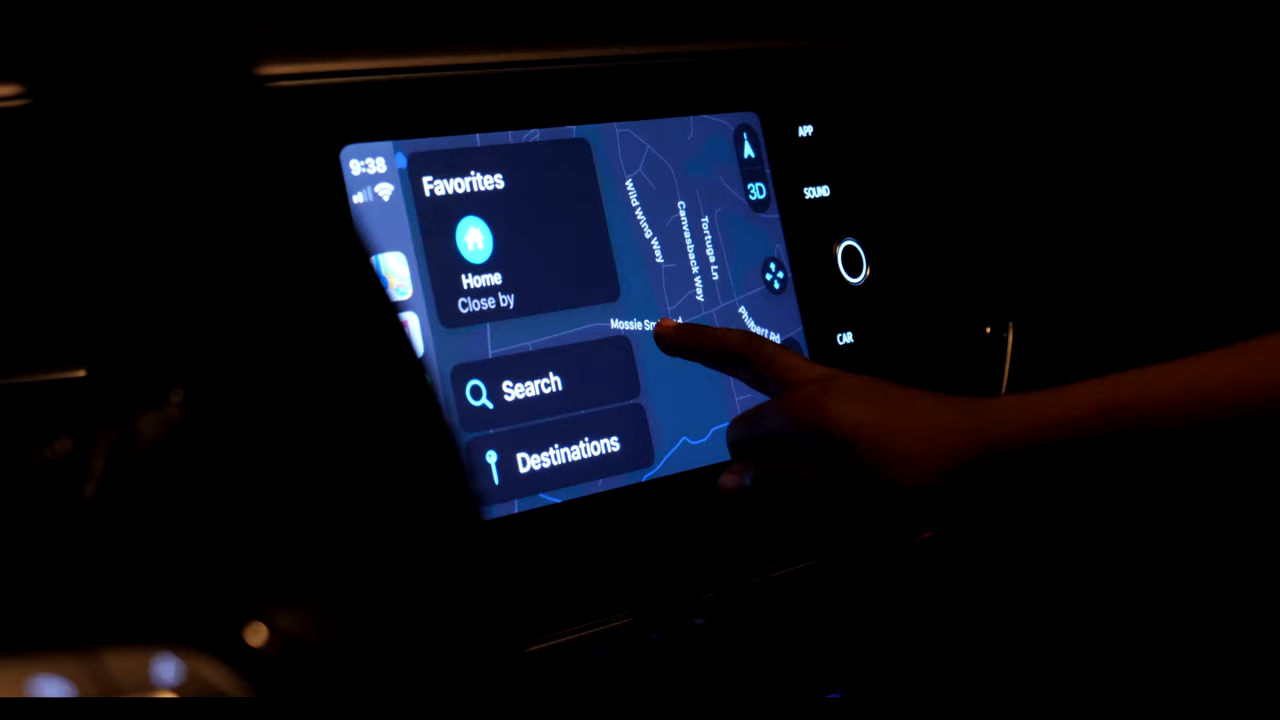 9:38
Favorites
Home
Close by
Search
Destinations
Wild Wing Way
Canvasback Way
Tortuga Ln
Mossie
Philbert Rd
3D
APP
SOUND
CAR